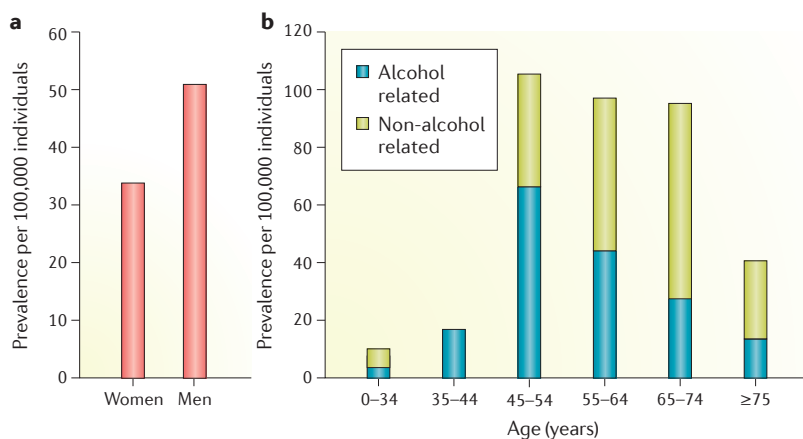 a
Prevalence per 100,000 individuals
60
50
40
30
20
10
0
Women Men
b
Prevalence per 100,000 individuals
120
100
80
60
40
20
0
Alcohol
related
Non-alcohol
related
0–34 35–44 45–54 55–64 65–74 ≥75
Age (years)